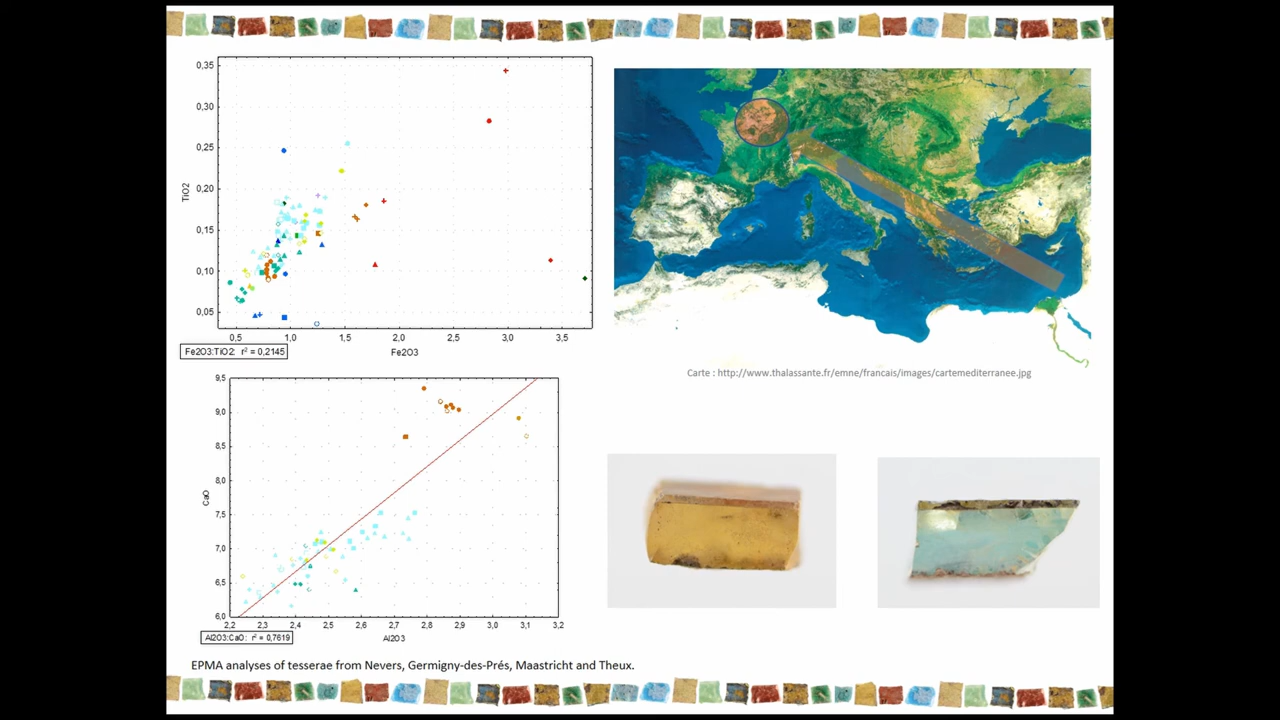 0,35
0,30
0,25
0,20
0,15
0,10
0,05
TiO2
0,5 1,0 1,5 2,0 2,5 3,0 3,5
Fe2O3:TiO2: r² = 0,2145
Fe2O3
Carte : http://www.thalassante.fr/emne/francais/images/cartemediterranee.jpg
9,5
9,0
8,5
8,0
7,5
7,0
6,5
6,0
CaO
2,2 2,3 2,4 2,5 2,6 2,7 2,8 2,9 3,0 3,1 3,2
Al2O3:CaO: r² = 0,7619
Al2O3
EPMA analyses of tesserae from Nevers, Germigny-des-Prés, Maastricht and Theux.